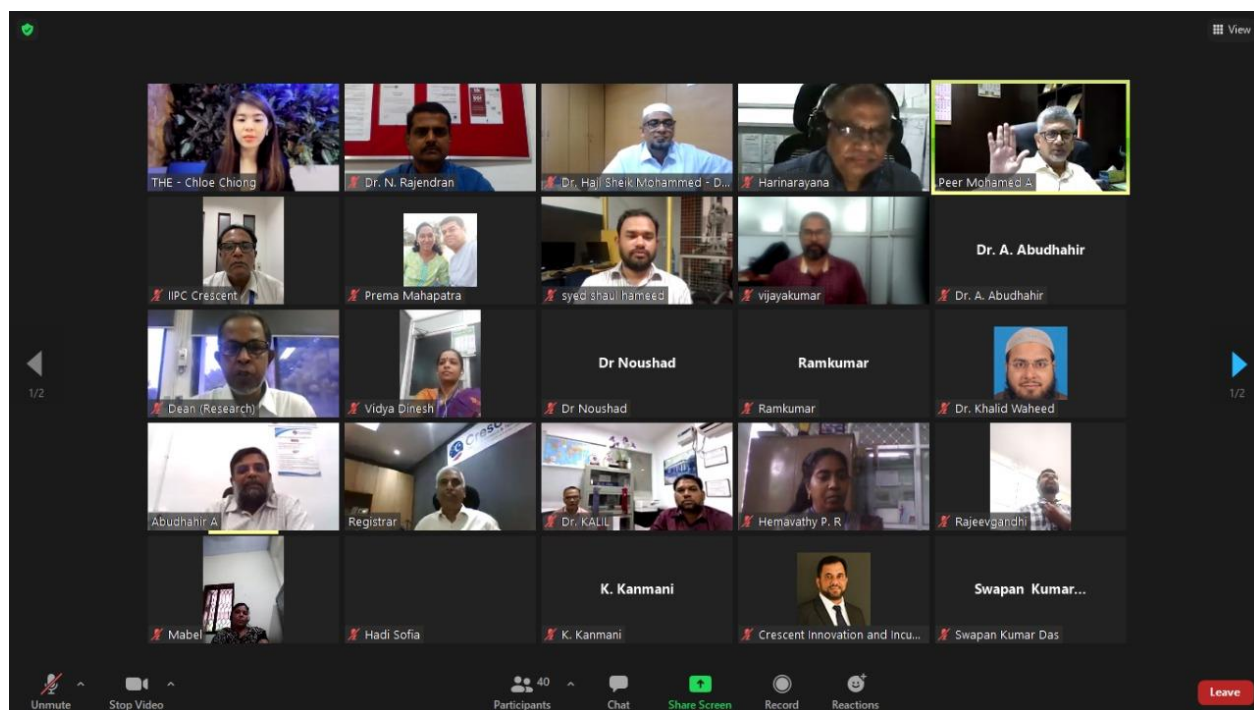 View
THE - Chloe Chiong
Dr. N. Rajendran
Dr. Haji Sheik Mohammed - D...
Harinarayana
Peer Mohamed A
IIPC Crescent
Prema Mahapatra
syed shaul hameed
vijayakumar
Dr. A. Abudhahir
Dr. A. Abudhahir
Dean (Research)
Vidya Dinesh
Dr Noushad
Dr Noushad
Ramkumar
Ramkumar
Dr. Khalid Waheed
1/2
1/2
Abudhahir A
Registrar
Cresc
Dr. KALIL
Hemavathy P. R
Rajeevgandhi
Mabel
Hadi Sofia
K. Kanmani
K. Kanmani
Crescent Innovation and Incu...
Swapan Kumar...
Swapan Kumar Das
Unmute
Stop Video
40
Participants
Chat
Share Screen
Record
Reactions
Leave